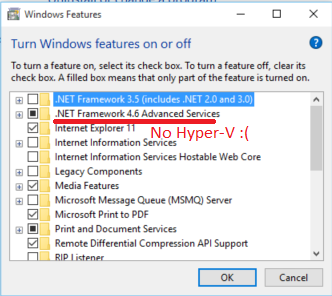 Windows Features
Turn Windows features on or off
To turn a feature on, select its check box. To turn a feature off, clear its
check box. A filled box means that only part of the feature is turned on.
.NET Framework 3.5 (includes .NET 2.0 and 3.0)
.NET Framework 4.6 Advanced Services
Internet Explorer 11
No Hyper-V :(
Internet Information Services
Internet Information Services Hostable Web Core
Legacy Components
Media Features
Microsoft Message Queue (MSMQ) Server
Microsoft Print to PDF
Print and Document Services
Remote Differential Compression API Support
RIP Listener
OK
Cancel